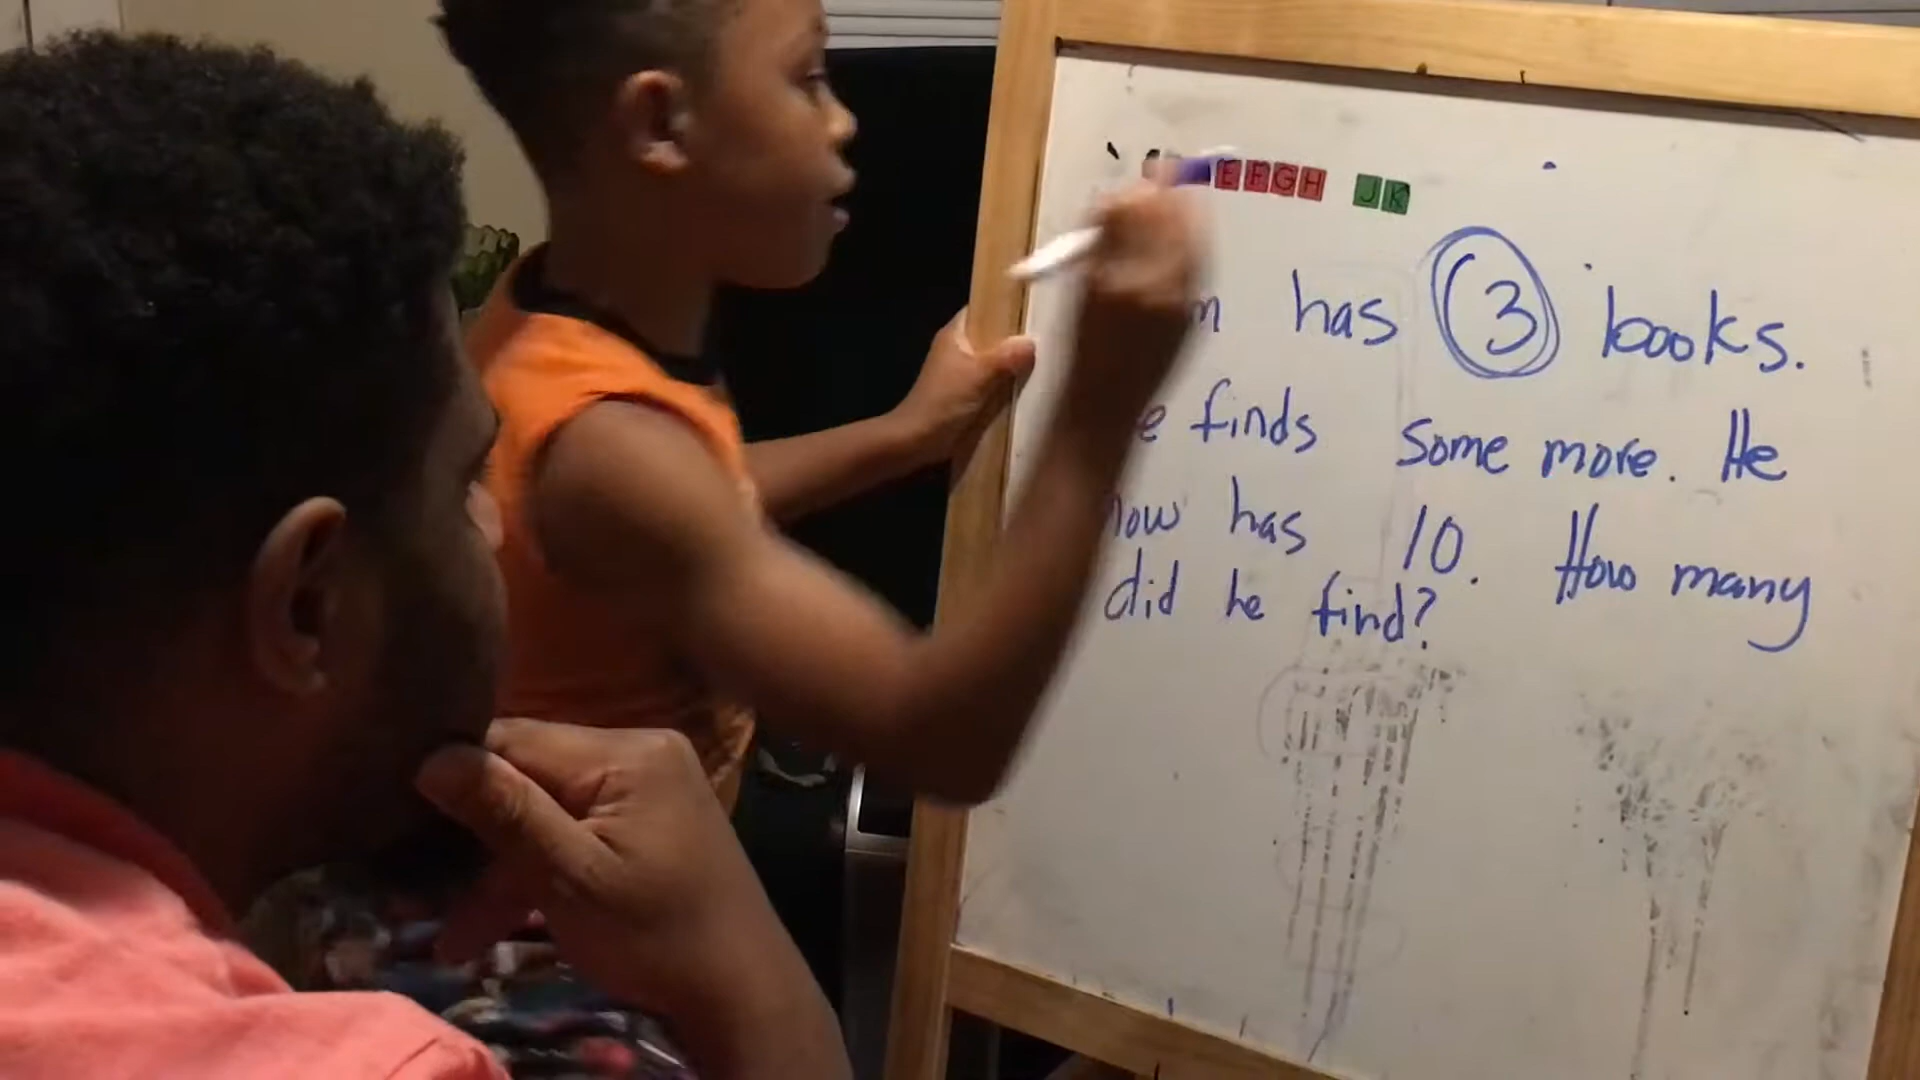 EFGH JK
has 3 books.
finds some more. He
now has 10. How many
did he find?